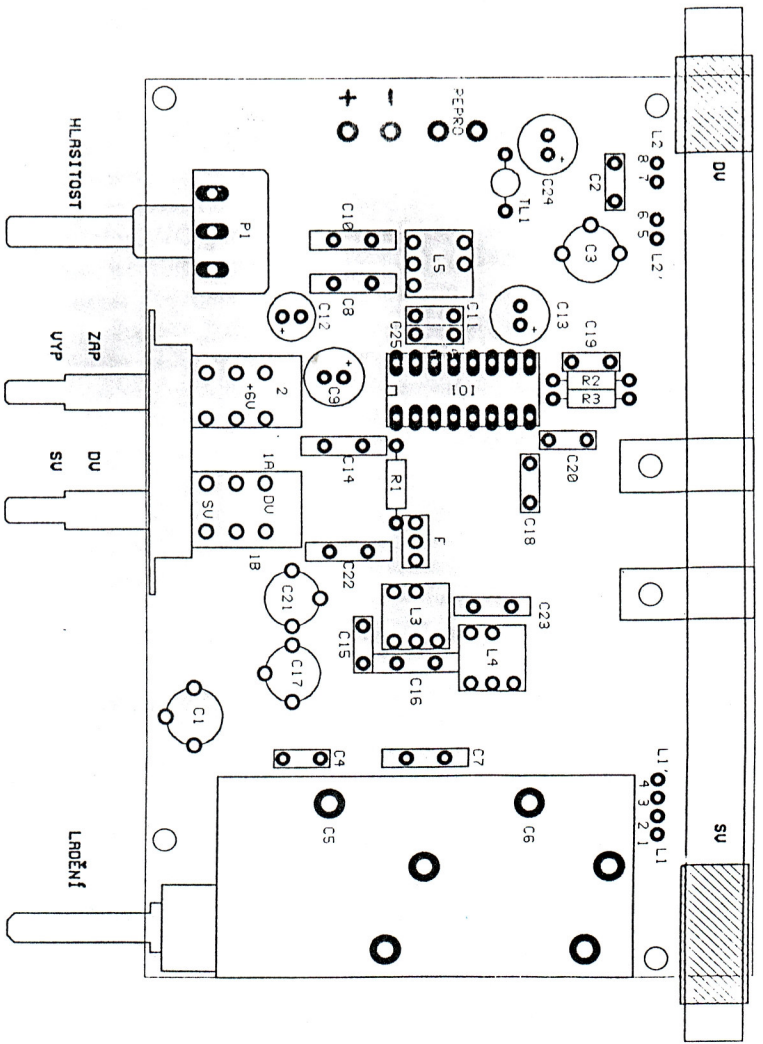 L2
8
7
6
5
L2'
DV
C2
C3
C24
+
PEPRO
-
+
TL1
HLASITOST
P1
C10
C8
L5
C11
C25
C13
+
C19
R2
R3
C12
+
C9
+
IO1
C20
C18
ZAP
VYP
2
+6V
C14
R1
F
DV
SV
1A
DV
SV
1B
C22
C21
C17
L3
C15
C16
C23
L4
C1
C4
C7
L1'
4
3
2
1
L1
SV
C5
C6
LADĚNÍ